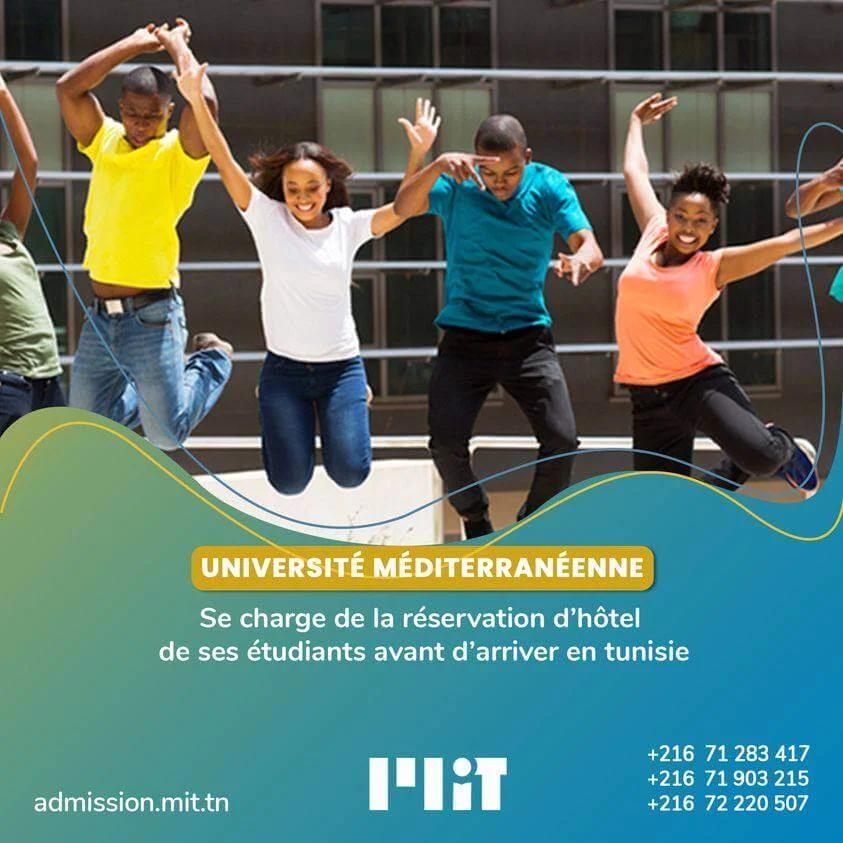 UNIVERSITÉ MÉDITERRANÉENNE
Se charge de la réservation d'hôtel
de ses étudiants avant d'arriver en tunisie
admission.mit.tn
MiT
+216 71 283 417
+216 71 903 215
+216 72 220 507